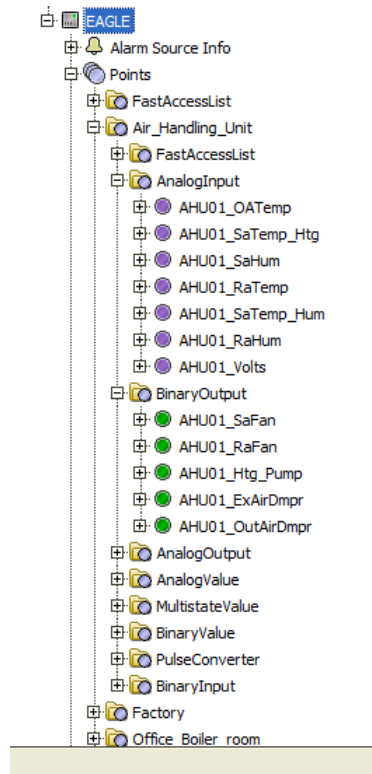 EAGLE
Alarm Source Info
Points
FastAccessList
Air_Handling_Unit
FastAccessList
AnalogInput
AHU01_OATemp
AHU01_SaTemp_Htg
AHU01_SaHum
AHU01_RaTemp
AHU01_SaTemp_Hum
AHU01_RaHum
AHU01_Volts
BinaryOutput
AHU01_SaFan
AHU01_RaFan
AHU01_Htg_Pump
AHU01_ExAirDmpr
AHU01_OutAirDmpr
AnalogOutput
AnalogValue
MultistateValue
BinaryValue
PulseConverter
BinaryInput
Factory
Office_Boiler_room